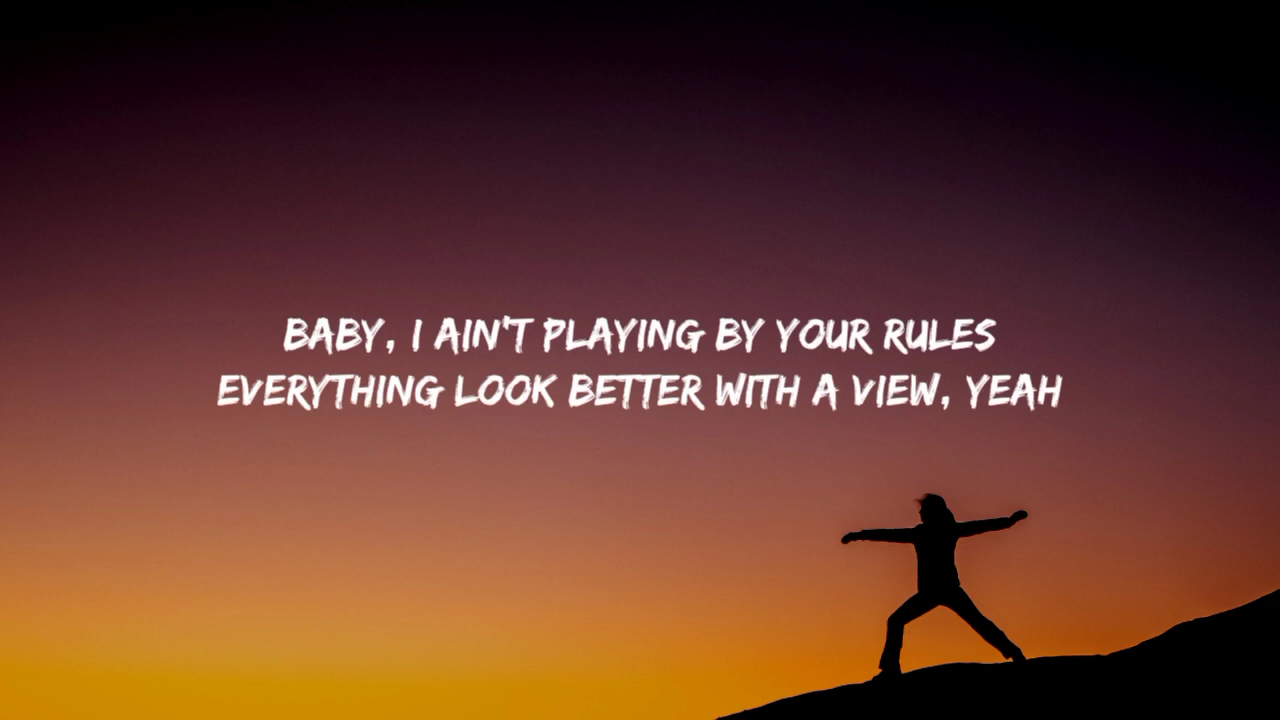 BABY, I AIN'T PLAYING BY YOUR RULES
EVERYTHING LOOK BETTER WITH A VIEW, YEAH